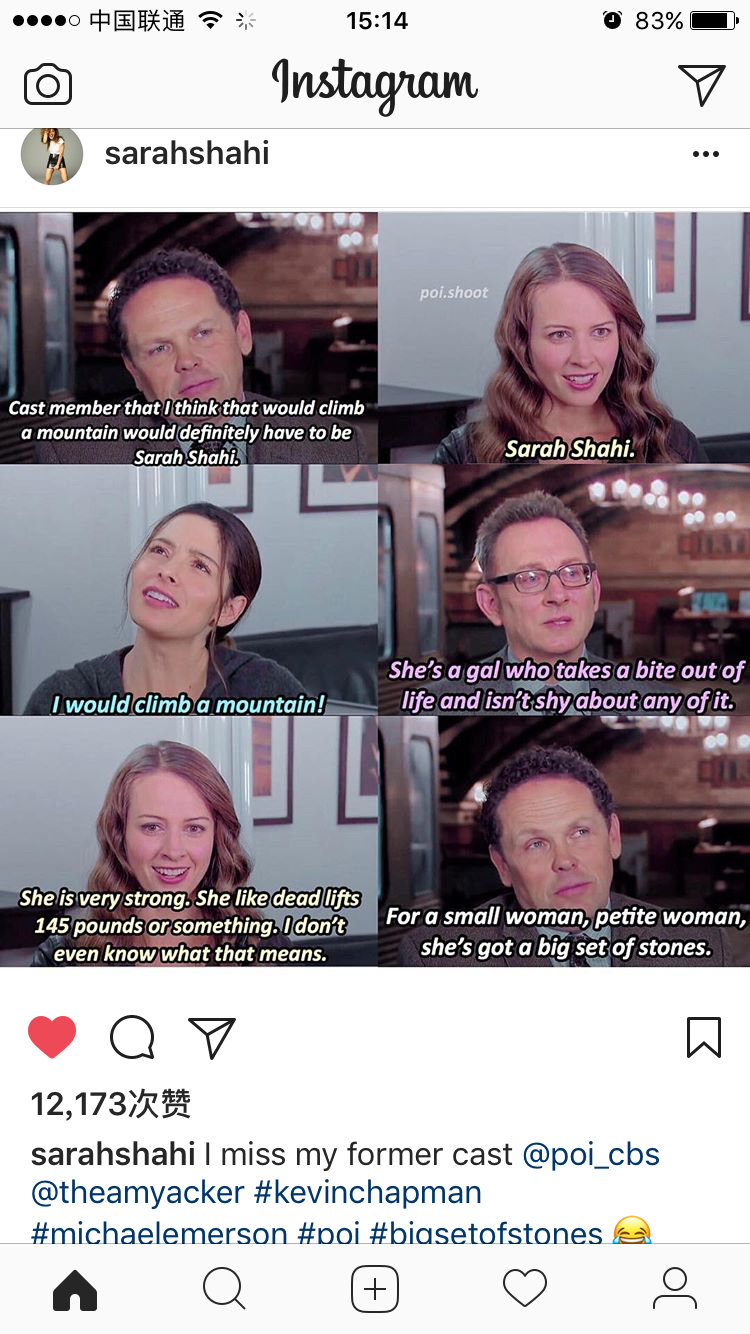 中国联通
15:14
83%
Instagram
sarahshahi
Cast member that I think that would climb
a mountain would definitely have to be
Sarah Shahi.
poi.shoot
Sarah Shahi.
I would climb a mountain!
She's a gal who takes a bite out of
life and isn't shy about any of it.
She is very strong. She like dead lifts
145 pounds or something. I don't
even know what that means.
For a small woman, petite woman,
she's got a big set of stones.
12,173次赞
sarahshahi I miss my former cast @poi_cbs
@theamyacker #kevinchapman
#michaelemerson #poi #bigsetofstones 😂